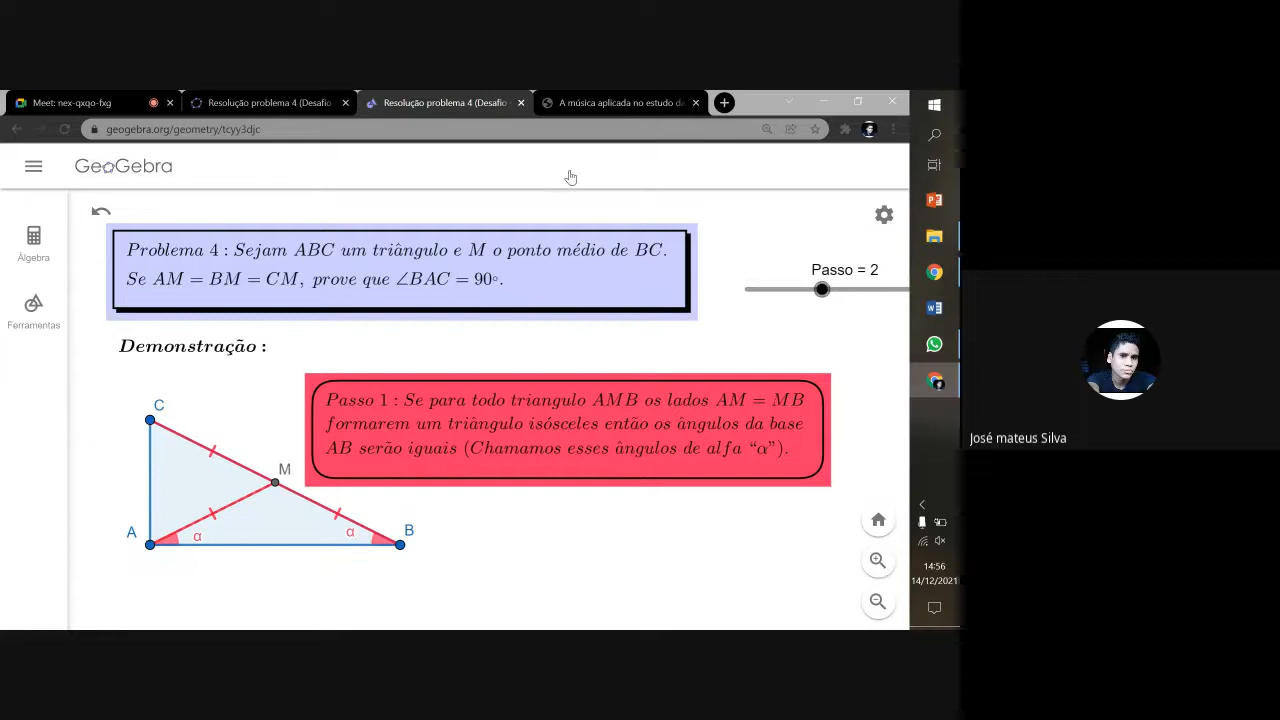 Meet: nex-qxqo-fxg
Resolução problema 4 (Desafio
Resolução problema 4 (Desafio
A música aplicada no estudo da
geogebra.org/geometry/tcyy3djc
GeoGebra
Álgebra
Ferramentas
Problema 4 : Sejam ABC um triângulo e M o ponto médio de BC.
Se AM = BM = CM, prove que ∠BAC = 90°.
Passo = 2
Demonstração :
Passo 1 : Se para todo triangulo AMB os lados AM = MB
formarem um triângulo isósceles então os ângulos da base
AB serão iguais (Chamamos esses ângulos de alfa “α”).
C
M
A
α
α
B
José mateus Silva
14:56
14/12/2021